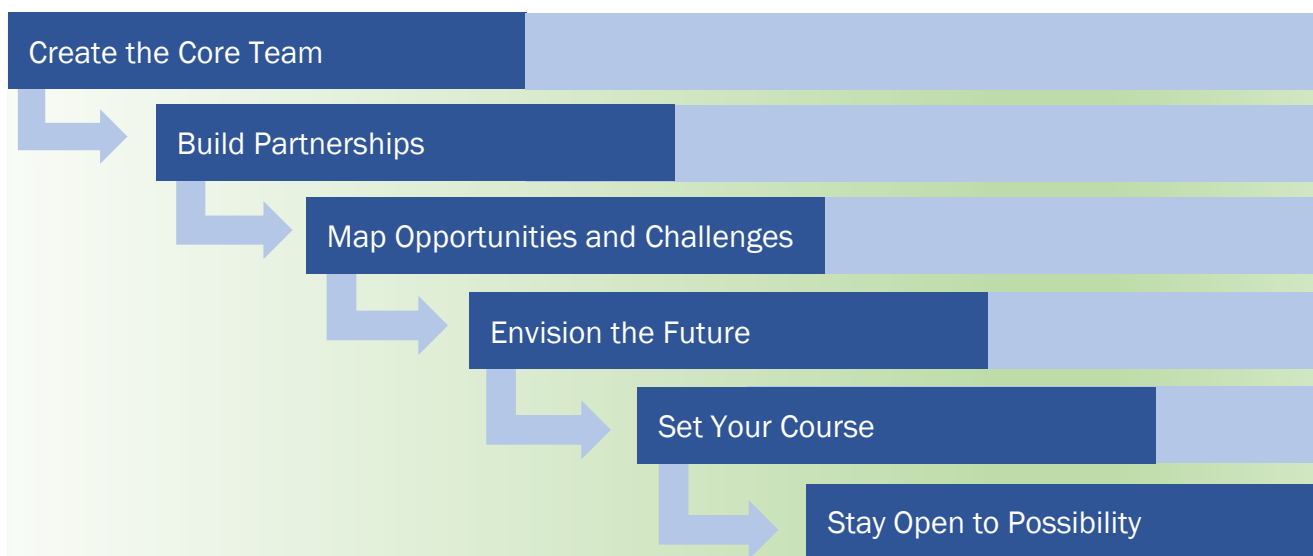 Create the Core Team
Build Partnerships
Map Opportunities and Challenges
Envision the Future
Set Your Course
Stay Open to Possibility